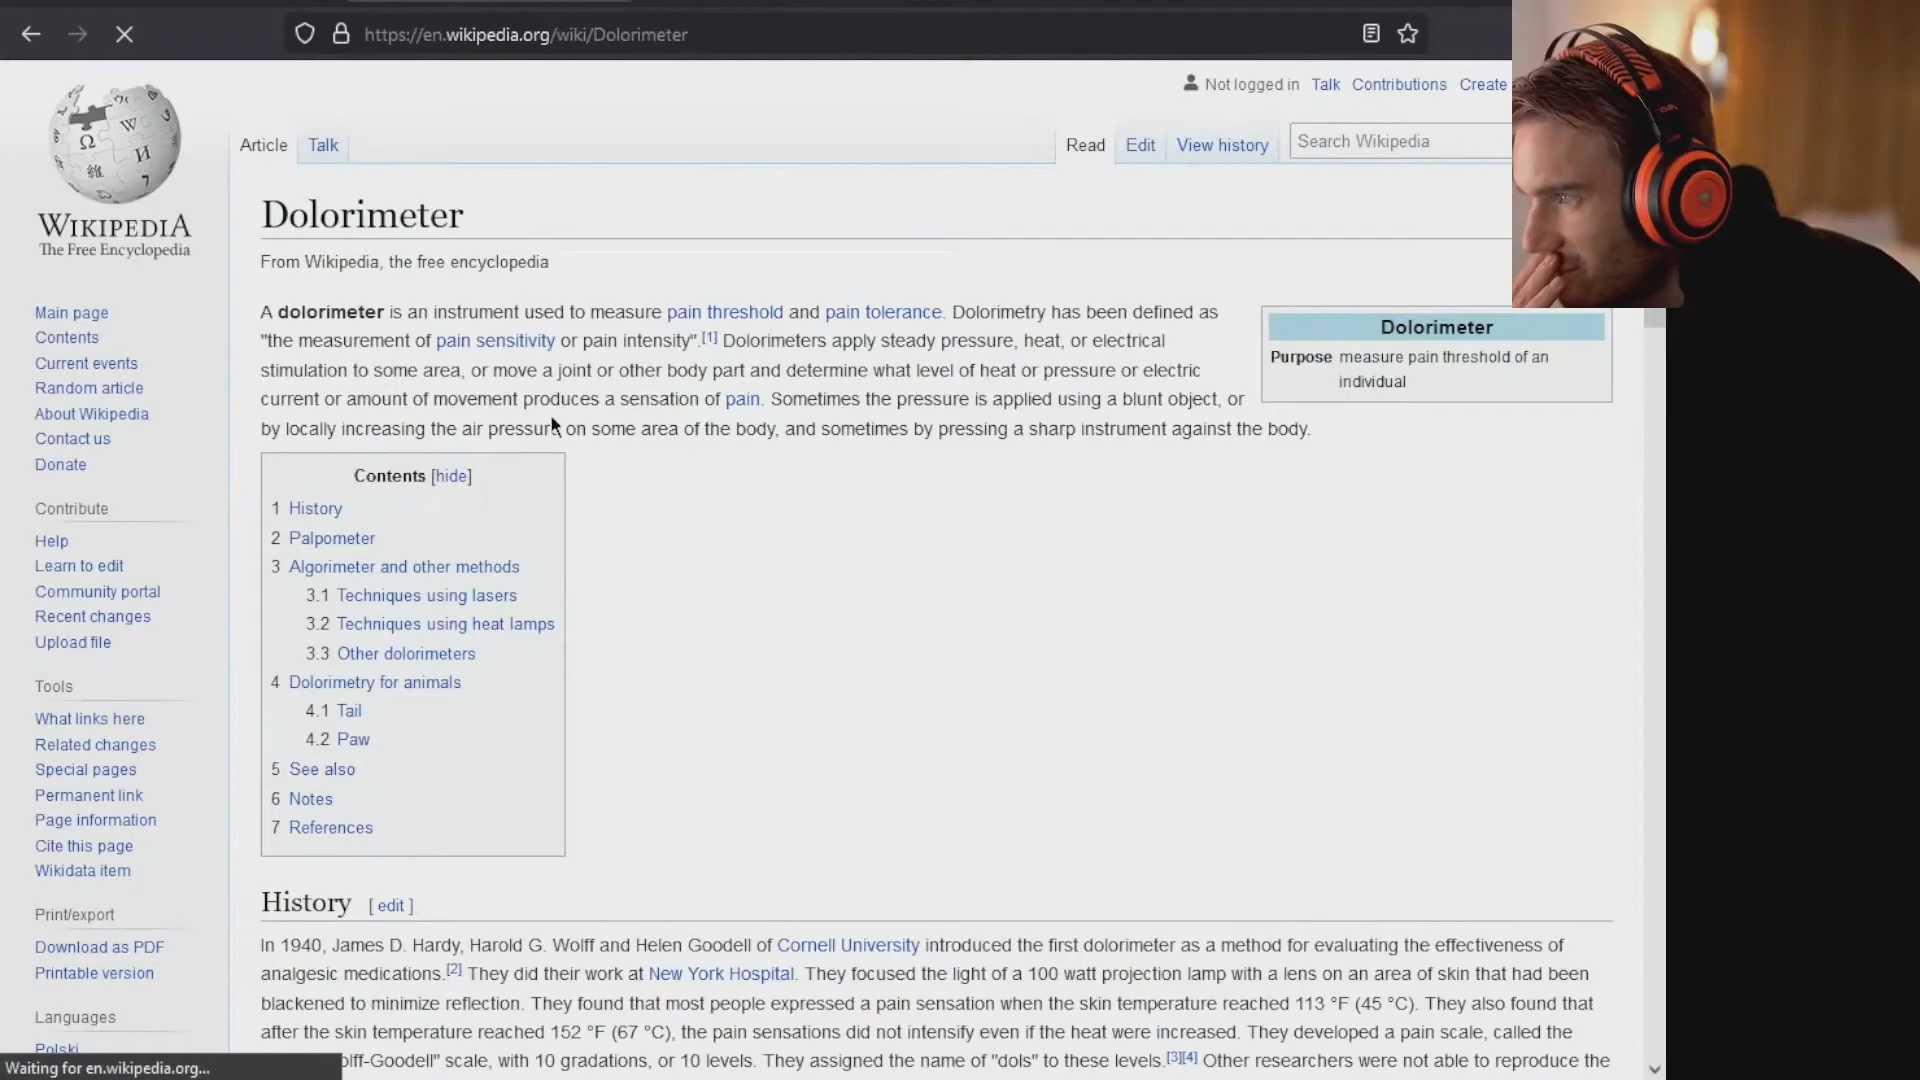 https://en.wikipedia.org/wiki/Dolorimeter
Not logged in Talk Contributions Create
Article Talk Read Edit View history Search Wikipedia
WIKIPEDIA
The Free Encyclopedia
Main page
Contents
Current events
Random article
About Wikipedia
Contact us
Donate
Contribute
Help
Learn to edit
Community portal
Recent changes
Upload file
Tools
What links here
Related changes
Special pages
Permanent link
Page information
Cite this page
Wikidata item
Print/export
Download as PDF
Printable version
Languages
Polski
Dolorimeter
From Wikipedia, the free encyclopedia
A dolorimeter is an instrument used to measure pain threshold and pain tolerance. Dolorimetry has been defined as
"the measurement of pain sensitivity or pain intensity".[1] Dolorimeters apply steady pressure, heat, or electrical
stimulation to some area, or move a joint or other body part and determine what level of heat or pressure or electric
current or amount of movement produces a sensation of pain. Sometimes the pressure is applied using a blunt object, or
by locally increasing the air pressure on some area of the body, and sometimes by pressing a sharp instrument against the body.
Dolorimeter
Purpose measure pain threshold of an
individual
Contents [hide]
1 History
2 Palpometer
3 Algorimeter and other methods
3.1 Techniques using lasers
3.2 Techniques using heat lamps
3.3 Other dolorimeters
4 Dolorimetry for animals
4.1 Tail
4.2 Paw
5 See also
6 Notes
7 References
History [ edit ]
In 1940, James D. Hardy, Harold G. Wolff and Helen Goodell of Cornell University introduced the first dolorimeter as a method for evaluating the effectiveness of
analgesic medications.[2] They did their work at New York Hospital. They focused the light of a 100 watt projection lamp with a lens on an area of skin that had been
blackened to minimize reflection. They found that most people expressed a pain sensation when the skin temperature reached 113 °F (45 °C). They also found that
after the skin temperature reached 152 °F (67 °C), the pain sensations did not intensify even if the heat were increased. They developed a pain scale, called the
olff-Goodell" scale, with 10 gradations, or 10 levels. They assigned the name of "dols" to these levels.[3][4] Other researchers were not able to reproduce the
Waiting for en.wikipedia.org...